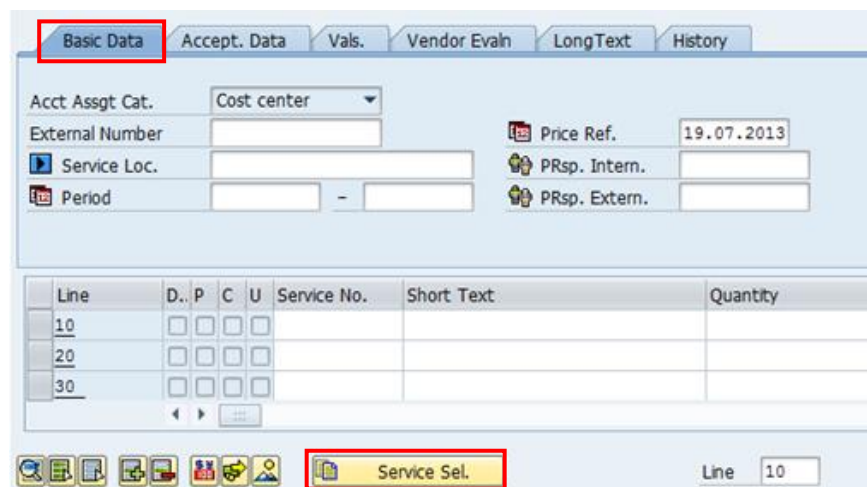 Basic Data Accept. Data Vals. Vendor Evaln LongText History
Acct Assgt Cat. Cost center
External Number Price Ref. 19.07.2013
Service Loc. PRsp. Intern.
Period – PRsp. Extern.
Line D.. P C U Service No. Short Text Quantity
10
20
30
Service Sel. Line 10